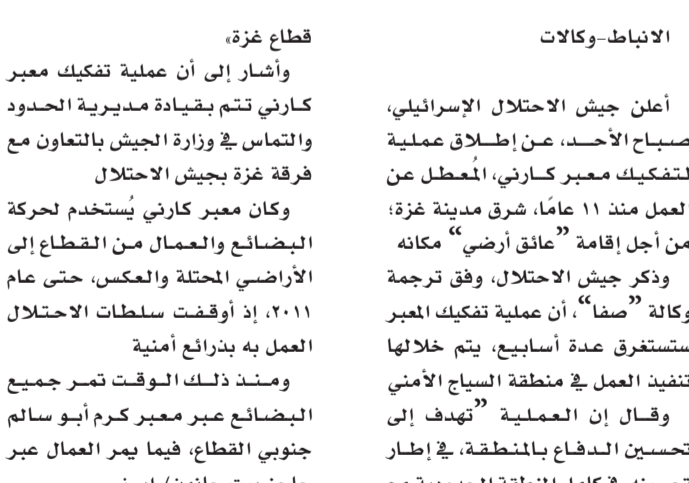 الانباط-وكالات
أعلن جيش الاحتلال الإسرائيلي،
صباح الأحد، عن إطلاق عملية
لتفكيك معبر كارني، المُعطل عن
العمل منذ ١١ عامًا، شرق مدينة غزة؛
من أجل إقامة “عائق أرضي“ مكانه
وذكر جيش الاحتلال، وفق ترجمة
وكالة “صفا“، أن عملية تفكيك المعبر
ستستغرق عدة أسابيع، يتم خلالها
تنفيذ العمل في منطقة السياج الأمني
وقال إن العملية “تهدف إلى
تحسين الدفاع بالمنطقة، في إطار
قطاع غزة»
وأشار إلى أن عملية تفكيك معبر
كارني تتم بقيادة مديرية الحدود
والتماس في وزارة الجيش بالتعاون مع
فرقة غزة بجيش الاحتلال
وكان معبر كارني يُستخدم لحركة
البضائع والعمال من القطاع إلى
الأراضي المحتلة والعكس، حتى عام
٢٠١١، إذ أوقفت سلطات الاحتلال
العمل به بذرائع أمنية
ومنذ ذلك الوقت تمر جميع
البضائع عبر معبر كرم أبو سالم
جنوبي القطاع، فيما يمر العمال عبر